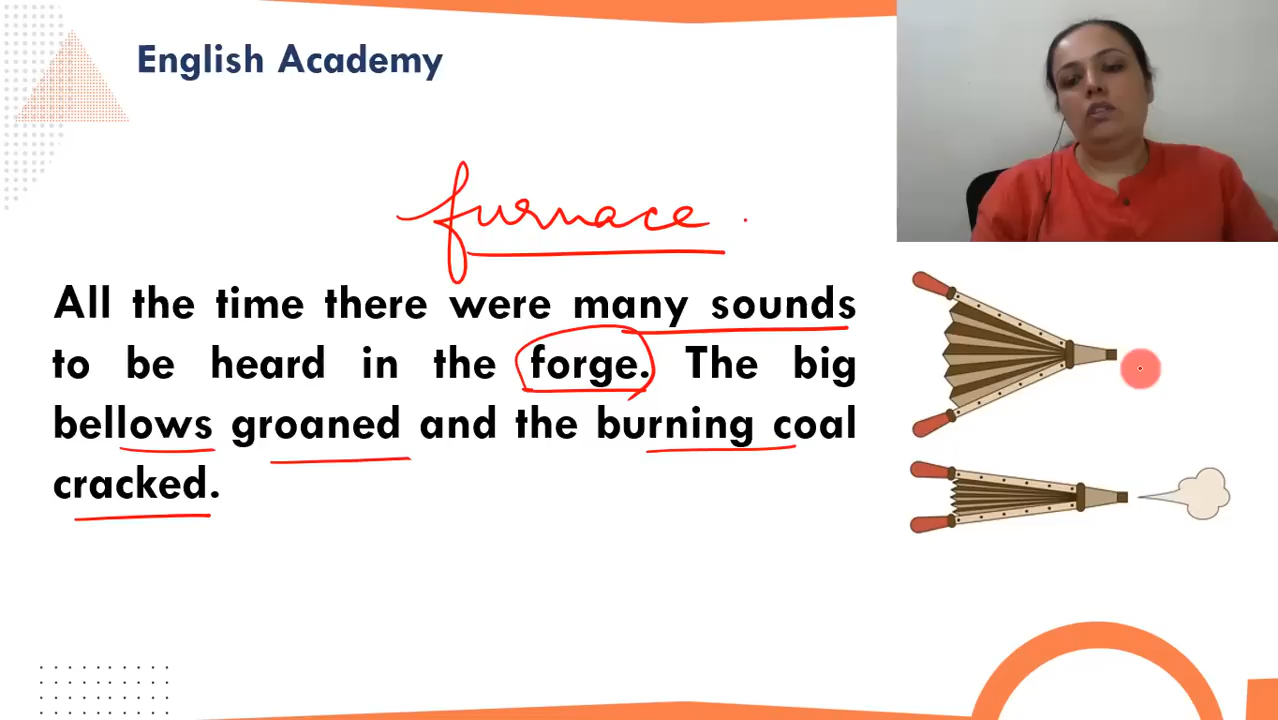 English Academy
furnace.
All the time there were many sounds
to be heard in the forge. The big
bellows groaned and the burning coal
cracked.